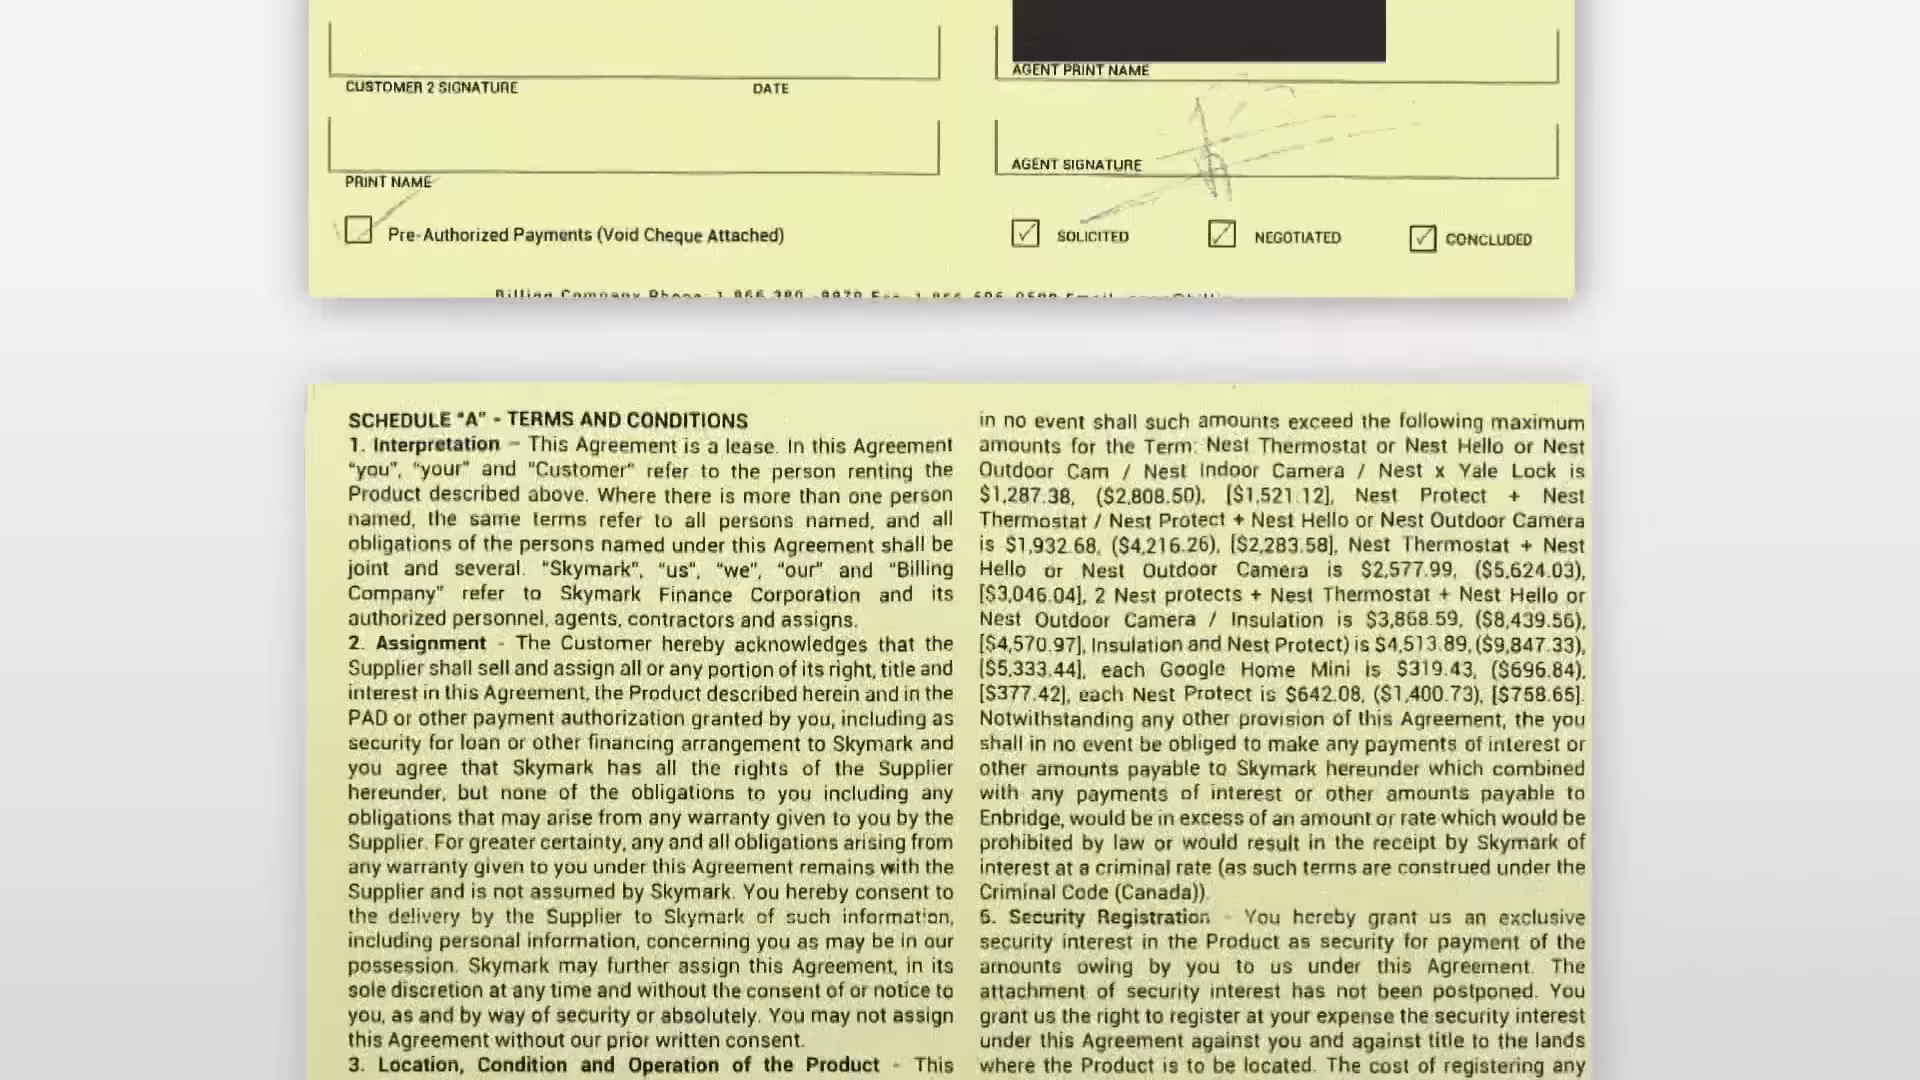 AGENT PRINT NAME
CUSTOMER 2 SIGNATURE DATE
AGENT SIGNATURE
PRINT NAME
Pre-Authorized Payments (Void Cheque Attached)
SOLICITED NEGOTIATED CONCLUDED
Billing Company Phone: 1
SCHEDULE "A" - TERMS AND CONDITIONS
1. Interpretation – This Agreement is a lease. In this Agreement
"you", "your" and "Customer" refer to the person renting the
Product described above. Where there is more than one person
named, the same terms refer to all persons named, and all
obligations of the persons named under this Agreement shall be
joint and several. "Skymark", "us", "we", "our" and "Billing
Company" refer to Skymark Finance Corporation and its
authorized personnel, agents, contractors and assigns.
2. Assignment - The Customer hereby acknowledges that the
Supplier shall sell and assign all or any portion of its right, title and
interest in this Agreement, the Product described herein and in the
PAD or other payment authorization granted by you, including as
security for loan or other financing arrangement to Skymark and
you agree that Skymark has all the rights of the Supplier
hereunder, but none of the obligations to you including any
obligations that may arise from any warranty given to you by the
Supplier. For greater certainty, any and all obligations arising from
any warranty given to you under this Agreement remains with the
Supplier and is not assumed by Skymark. You hereby consent to
the delivery by the Supplier to Skymark of such information,
including personal information, concerning you as may be in our
possession. Skymark may further assign this Agreement, in its
sole discretion at any time and without the consent of or notice to
you, as and by way of security or absolutely. You may not assign
this Agreement without our prior written consent.
3. Location, Condition and Operation of the Product - This
in no event shall such amounts exceed the following maximum
amounts for the Term: Nest Thermostat or Nest Hello or Nest
Outdoor Cam / Nest Indoor Camera / Nest x Yale Lock is
$1,287.38, ($2,808.50), [$1,521.12], Nest Protect + Nest
Thermostat / Nest Protect + Nest Hello or Nest Outdoor Camera
is $1,932.68, ($4,216.26), [$2,283.58], Nest Thermostat + Nest
Hello or Nest Outdoor Camera is $2,577.99, ($5,624.03),
[$3,046.04], 2 Nest protects + Nest Thermostat + Nest Hello or
Nest Outdoor Camera / Insulation is $3,868.59, ($8,439.56),
[$4,570.97], Insulation and Nest Protect) is $4,513.89, ($9,847.33),
[$5,333.44], each Google Home Mini is $319.43, ($696.84),
[$377.42], each Nest Protect is $642.08, ($1,400.73), [$758.65].
Notwithstanding any other provision of this Agreement, the you
shall in no event be obliged to make any payments of interest or
other amounts payable to Skymark hereunder which combined
with any payments of interest or other amounts payable to
Enbridge, would be in excess of an amount or rate which would be
prohibited by law or would result in the receipt by Skymark of
interest at a criminal rate (as such terms are construed under the
Criminal Code (Canada)).
6. Security Registration - You hereby grant us an exclusive
security interest in the Product as security for payment of the
amounts owing by you to us under this Agreement. The
attachment of security interest has not been postponed. You
grant us the right to register at your expense the security interest
under this Agreement against you and against title to the lands
where the Product is to be located. The cost of registering any